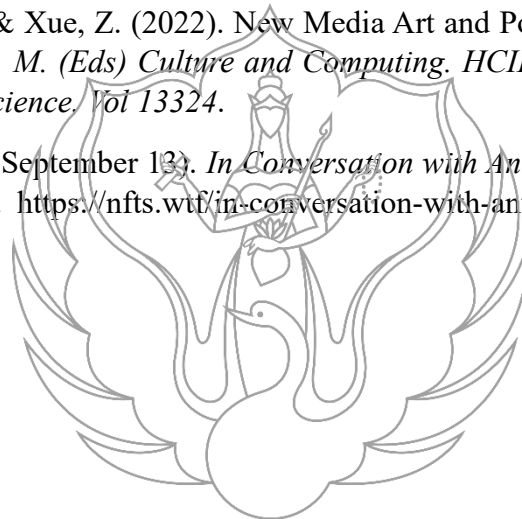 & Xue, Z. (2022). New Media Art and Po
M. (Eds) Culture and Computing. HCII
cience. Vol 13324.
September 13). In Conversation with An
https://nfts.wtf/in-conversation-with-an